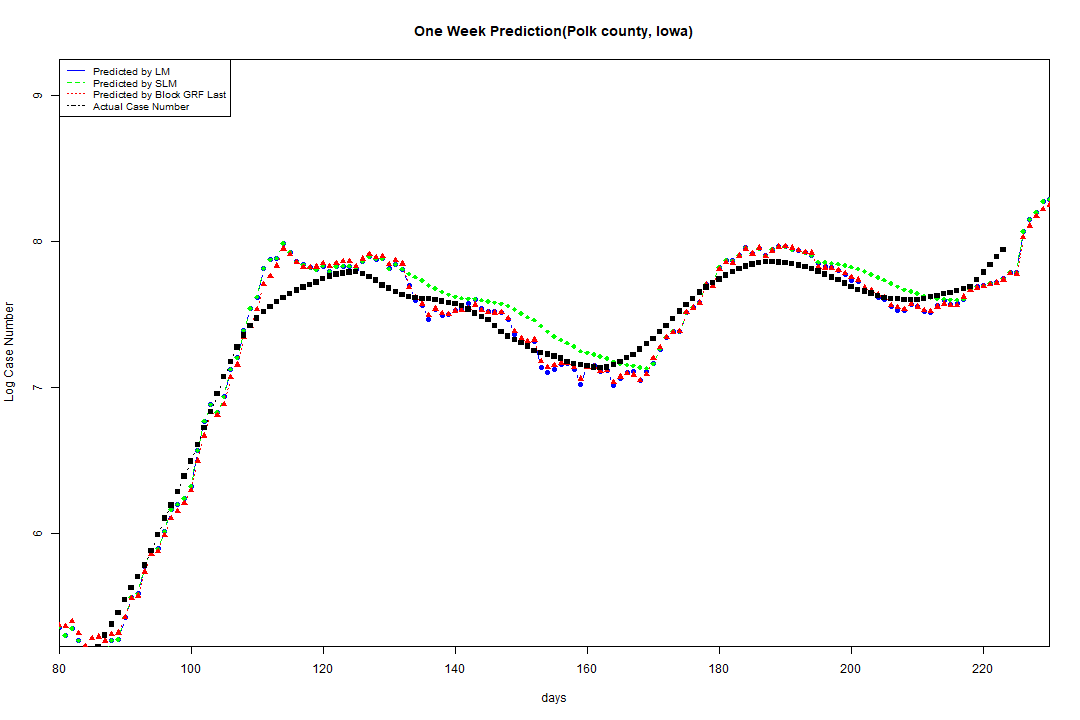 One Week Prediction(Polk county, Iowa)
Predicted by LM
Predicted by SLM
Predicted by Block GRF Last
Actual Case Number
Log Case Number
9
8
7
6
80 100 120 140 160 180 200 220
days